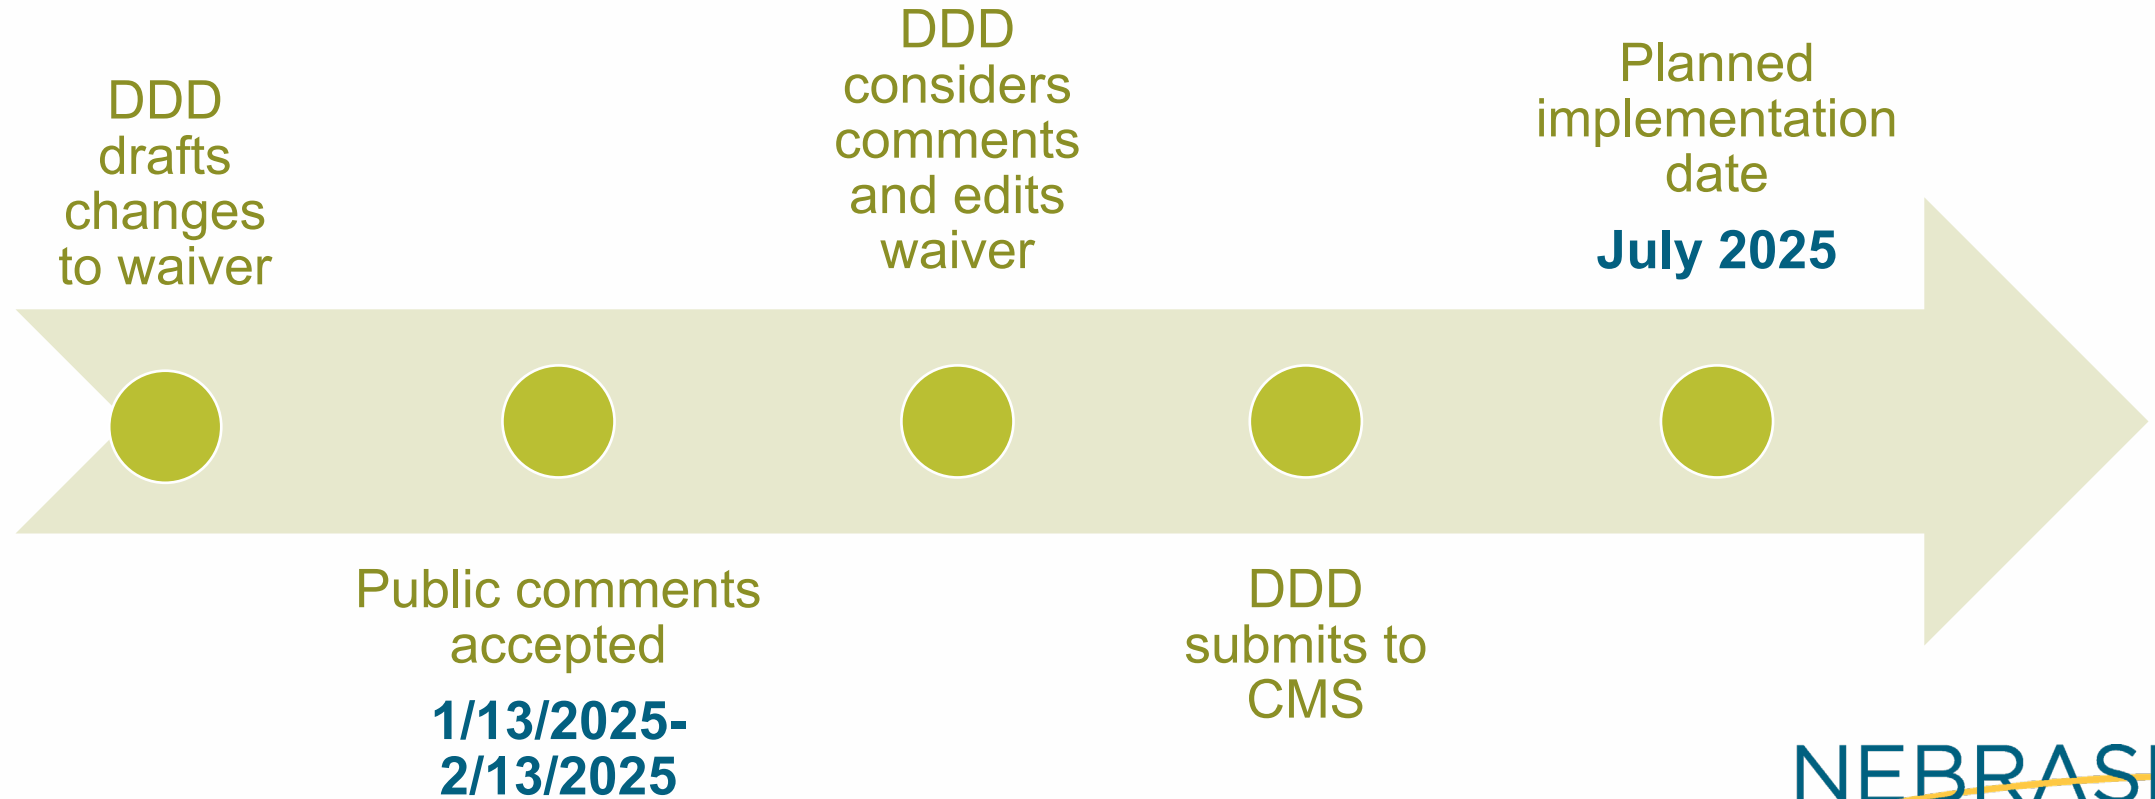 DDD
drafts
changes
to waiver
Public comments
accepted
1/13/2025-
2/13/2025
DDD
considers
comments
and edits
waiver
DDD
submits to
CMS
Planned
implementation
date
July 2025